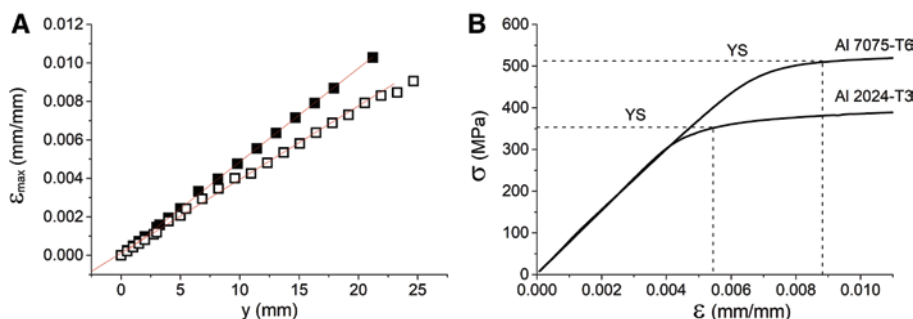 A
0.012
0.010
0.008
0.006
0.004
0.002
0.000
ε_max (mm/mm)
0 5 10 15 20 25
y (mm)
B
600
500
400
300
200
100
0
σ (MPa)
YS
Al 7075-T6
YS
Al 2024-T3
0.000 0.002 0.004 0.006 0.008 0.010
ε (mm/mm)